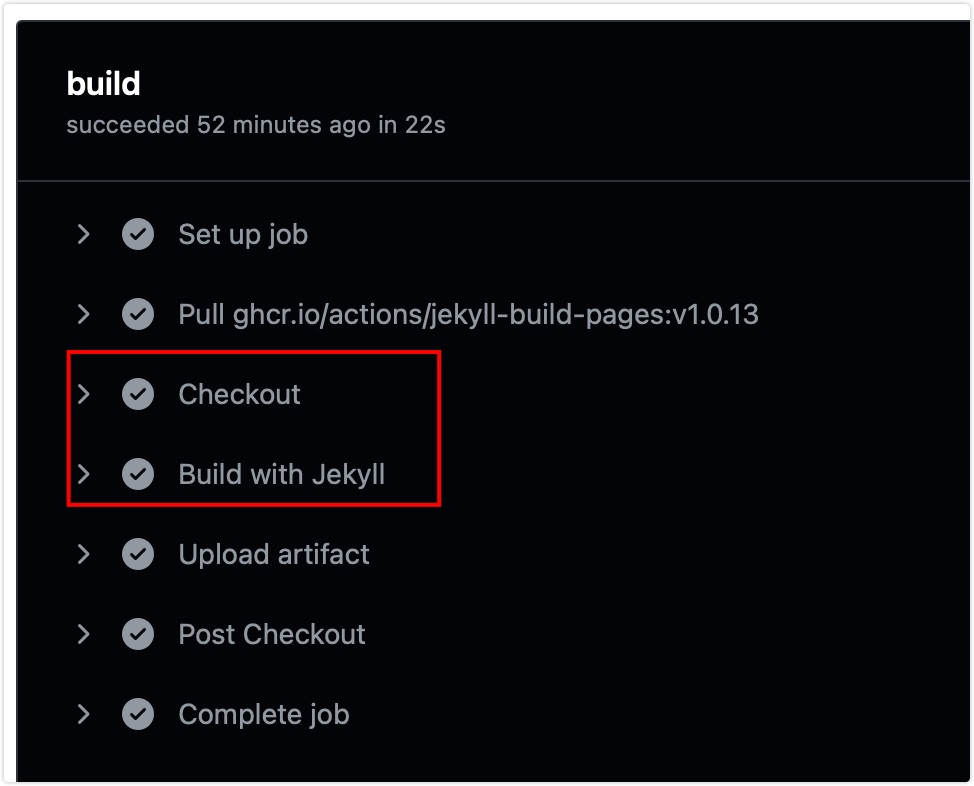 build
succeeded 52 minutes ago in 22s
Set up job
Pull ghcr.io/actions/jekyll-build-pages:v1.0.13
Checkout
Build with Jekyll
Upload artifact
Post Checkout
Complete job